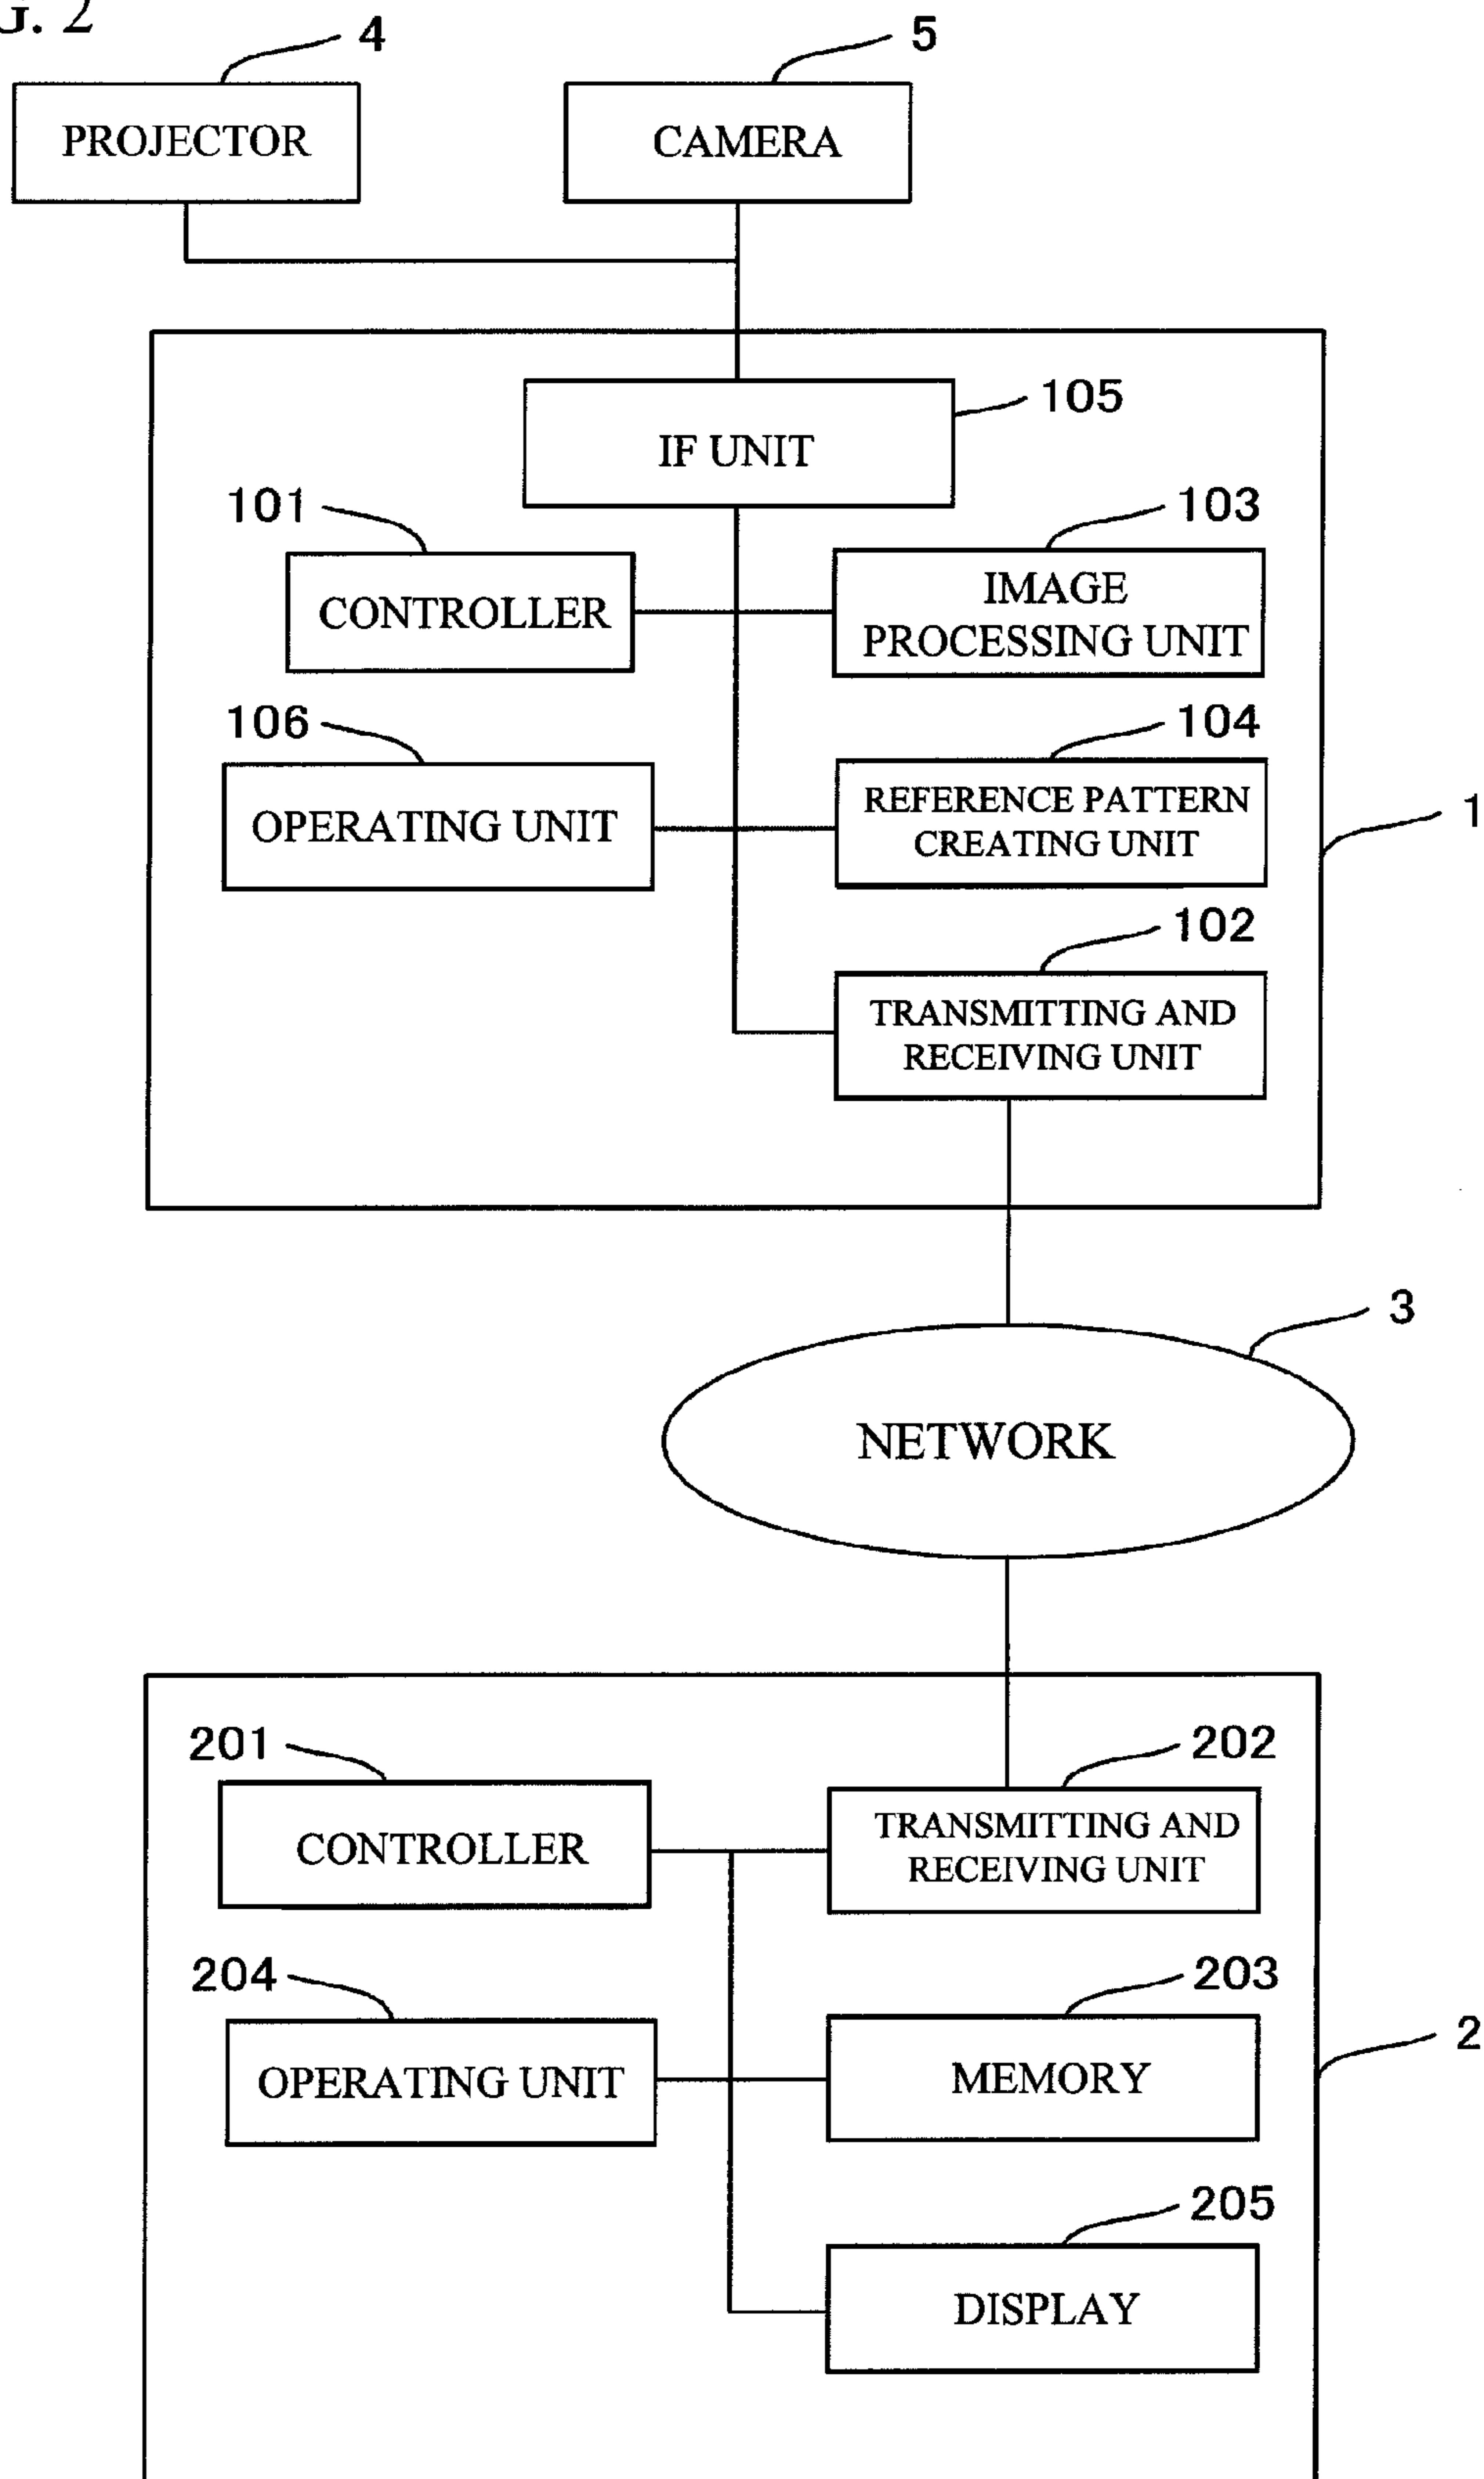 G. 2
4
5
PROJECTOR
CAMERA
105
IF UNIT
101
103
CONTROLLER
IMAGE
PROCESSING UNIT
106
104
OPERATING UNIT
REFERENCE PATTERN
CREATING UNIT
1
102
TRANSMITTING AND
RECEIVING UNIT
3
NETWORK
201
202
CONTROLLER
TRANSMITTING AND
RECEIVING UNIT
204
203
2
OPERATING UNIT
MEMORY
205
DISPLAY